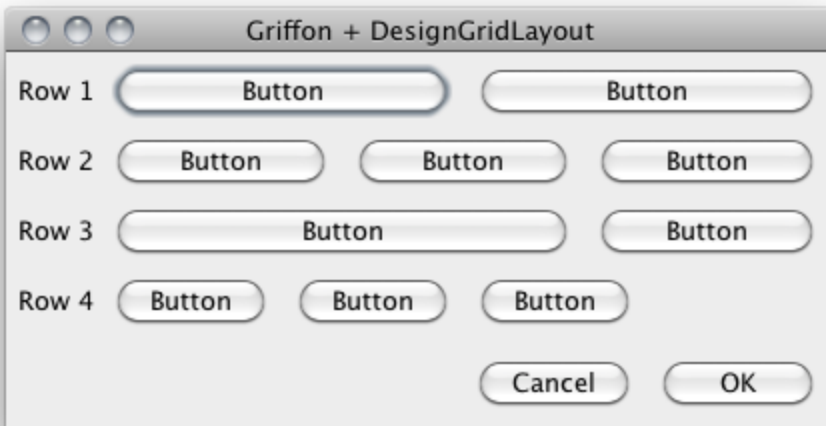 Griffon + DesignGridLayout
Row 1 Button Button
Row 2 Button Button Button
Row 3 Button Button
Row 4 Button Button Button
Cancel OK